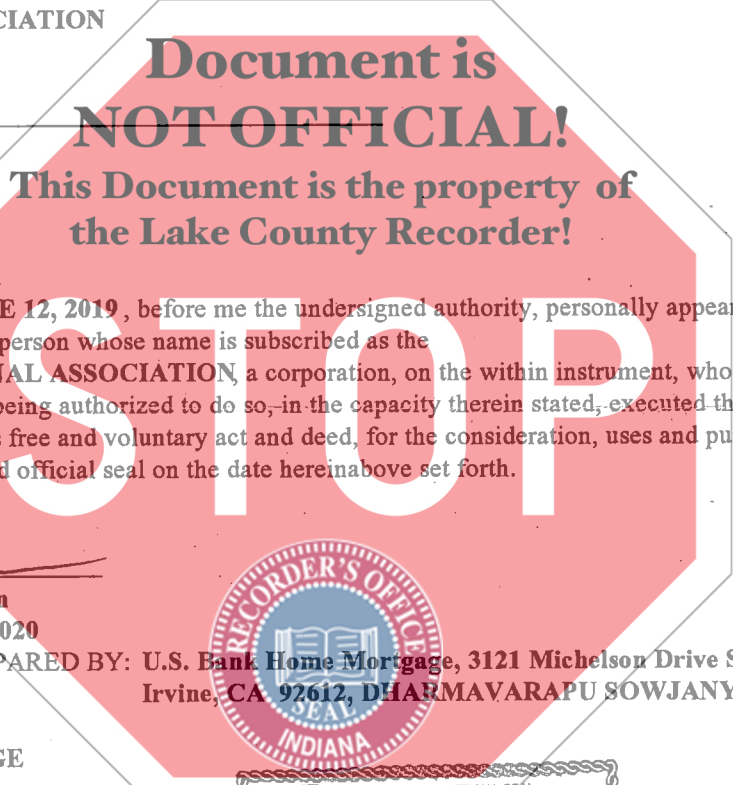 CIATION
Document is
NOT OFFICIAL!
This Document is the property of
the Lake County Recorder!
E 12, 2019 , before me the undersigned authority, personally appear
person whose name is subscribed as the
NAL ASSOCIATION, a corporation, on the within instrument, who
being authorized to do so, in the capacity therein stated, executed th
s free and voluntary act and deed, for the consideration, uses and pu
d official seal on the date hereinabove set forth.
STOP
n
020
PARED BY: U.S. Bank Home Mortgage, 3121 Michelson Drive S
Irvine, CA 92612, DHARMAVARAPU SOWJANY
RECORDER'S OFFICE
SEAL
INDIANA
GE